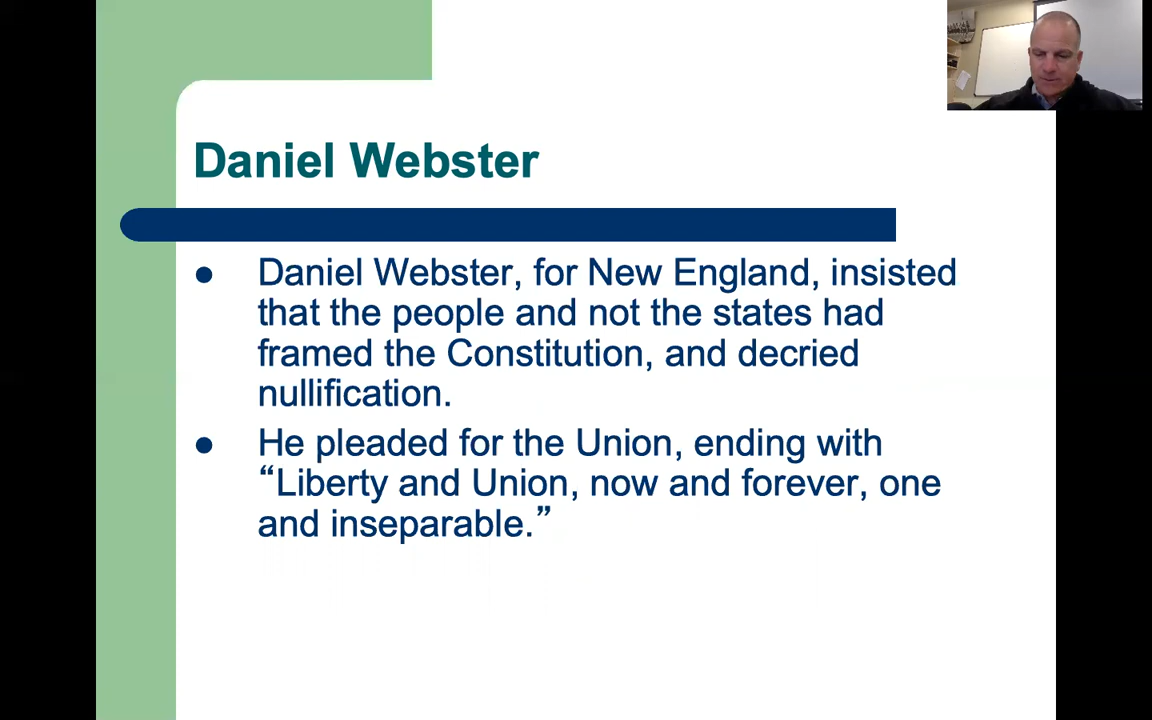 Daniel Webster
Daniel Webster, for New England, insisted
that the people and not the states had
framed the Constitution, and decried
nullification.
He pleaded for the Union, ending with
“Liberty and Union, now and forever, one
and inseparable.”